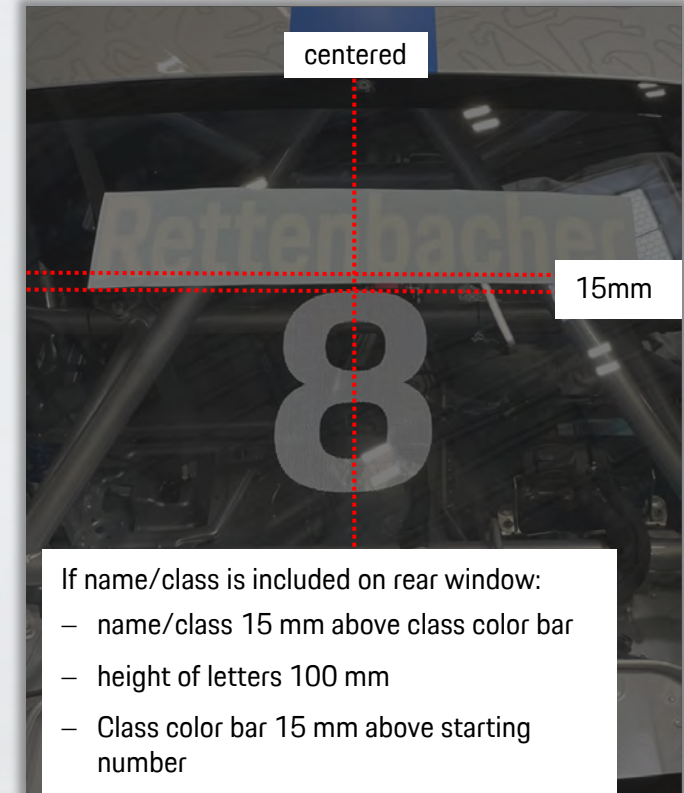 centered
Rettenbacher
15mm
8
If name/class is included on rear window:
– name/class 15 mm above class color bar
– height of letters 100 mm
– Class color bar 15 mm above starting
number